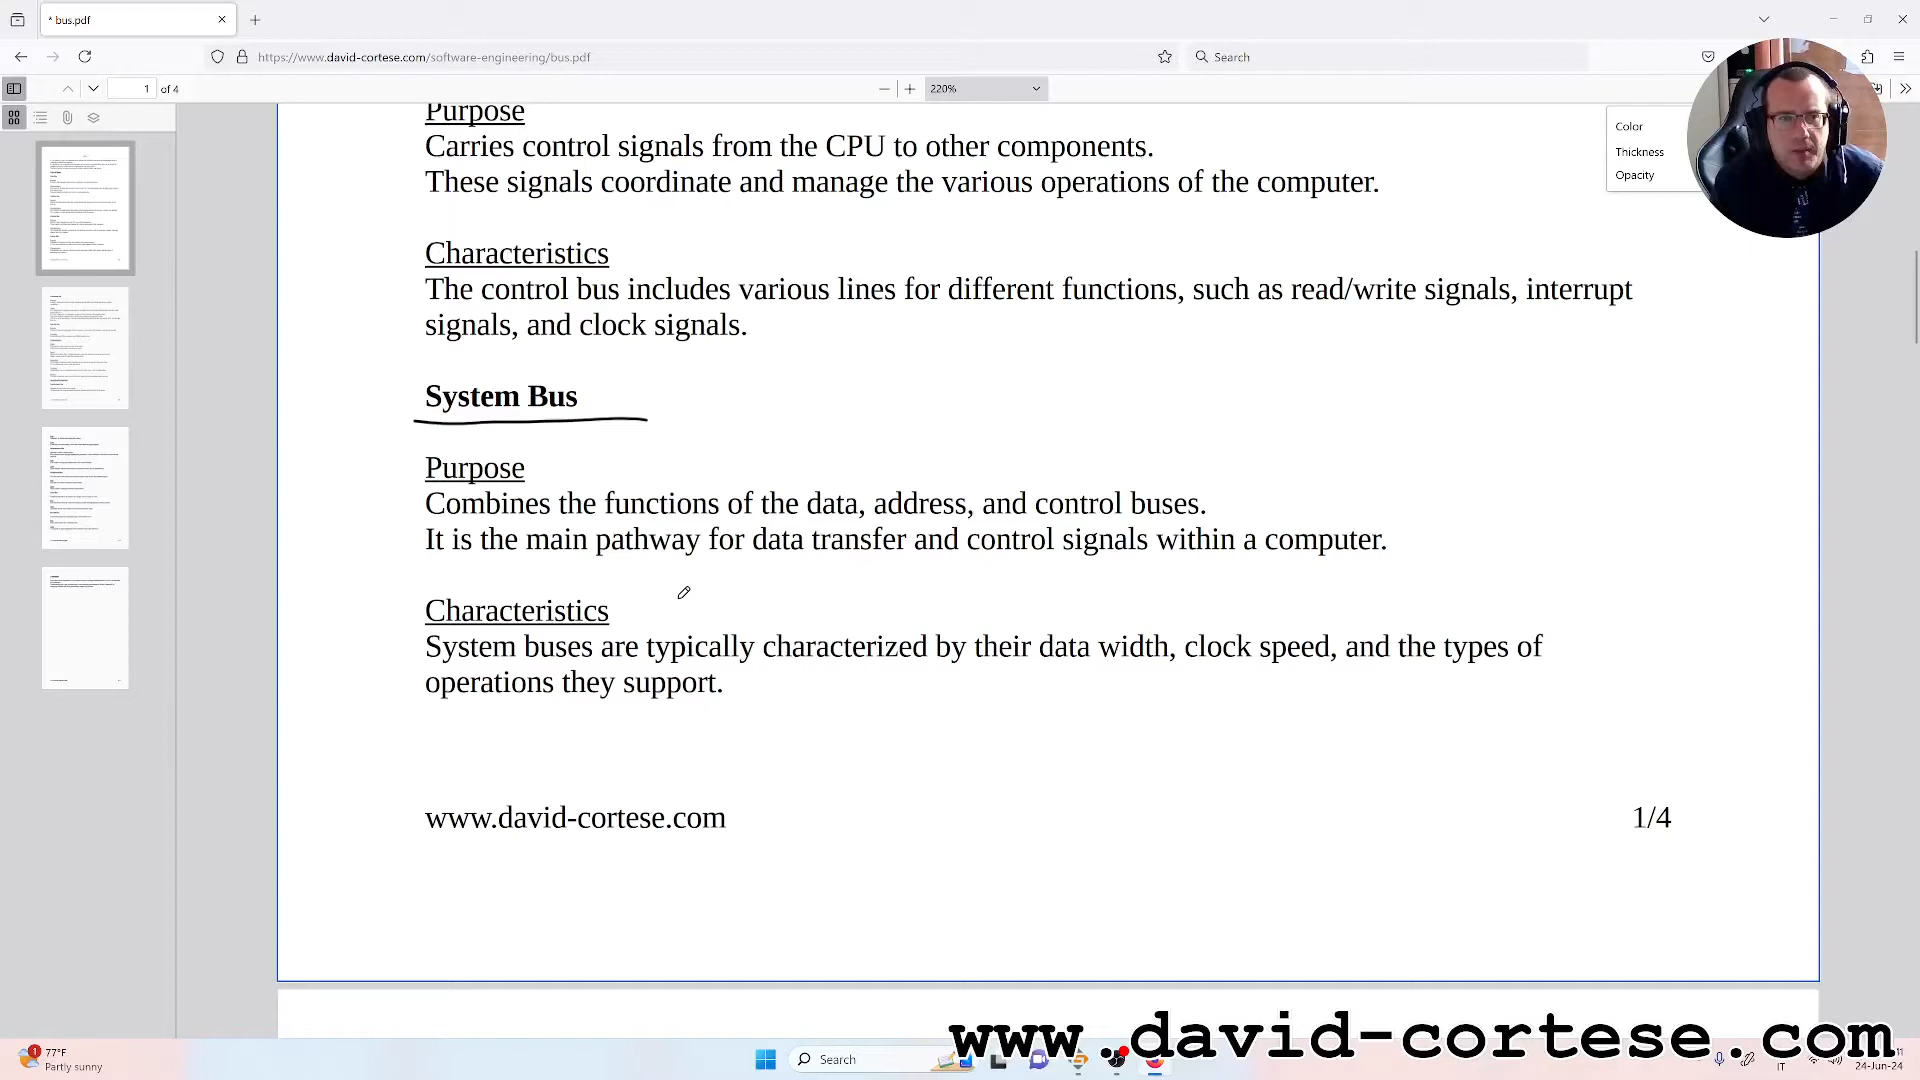 * bus.pdf
https://www.david-cortese.com/software-engineering/bus.pdf
Search
1 of 4
220%
Color
Thickness
Opacity
Purpose
Carries control signals from the CPU to other components.
These signals coordinate and manage the various operations of the computer.
Characteristics
The control bus includes various lines for different functions, such as read/write signals, interrupt
signals, and clock signals.
System Bus
Purpose
Combines the functions of the data, address, and control buses.
It is the main pathway for data transfer and control signals within a computer.
Characteristics
System buses are typically characterized by their data width, clock speed, and the types of
operations they support.
www.david-cortese.com
1/4
www.david-cortese.com
1
77°F
Partly sunny
Search
IT
24-Jun-24